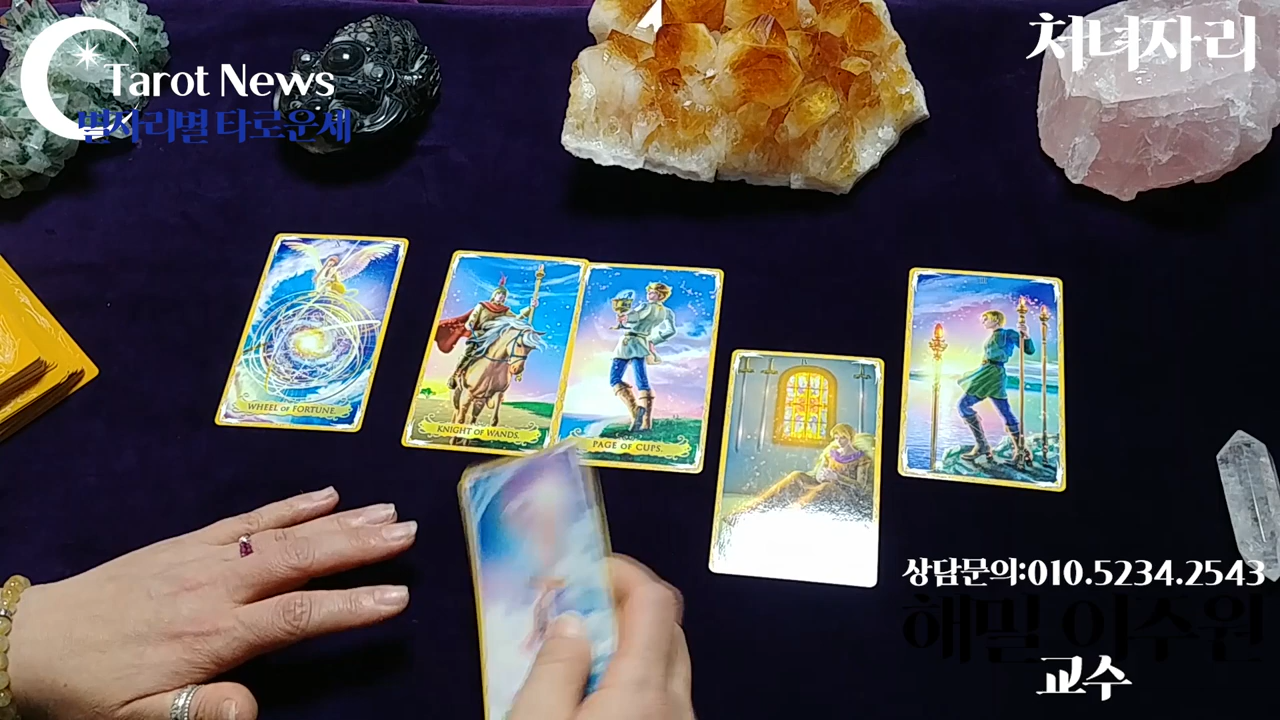 Tarot News
별자리별 타로운세
처녀자리
WHEEL OF FORTUNE.
KNIGHT OF WANDS.
PAGE OF CUPS.
상담문의:010.5234.2543
해밀 이수원
교수